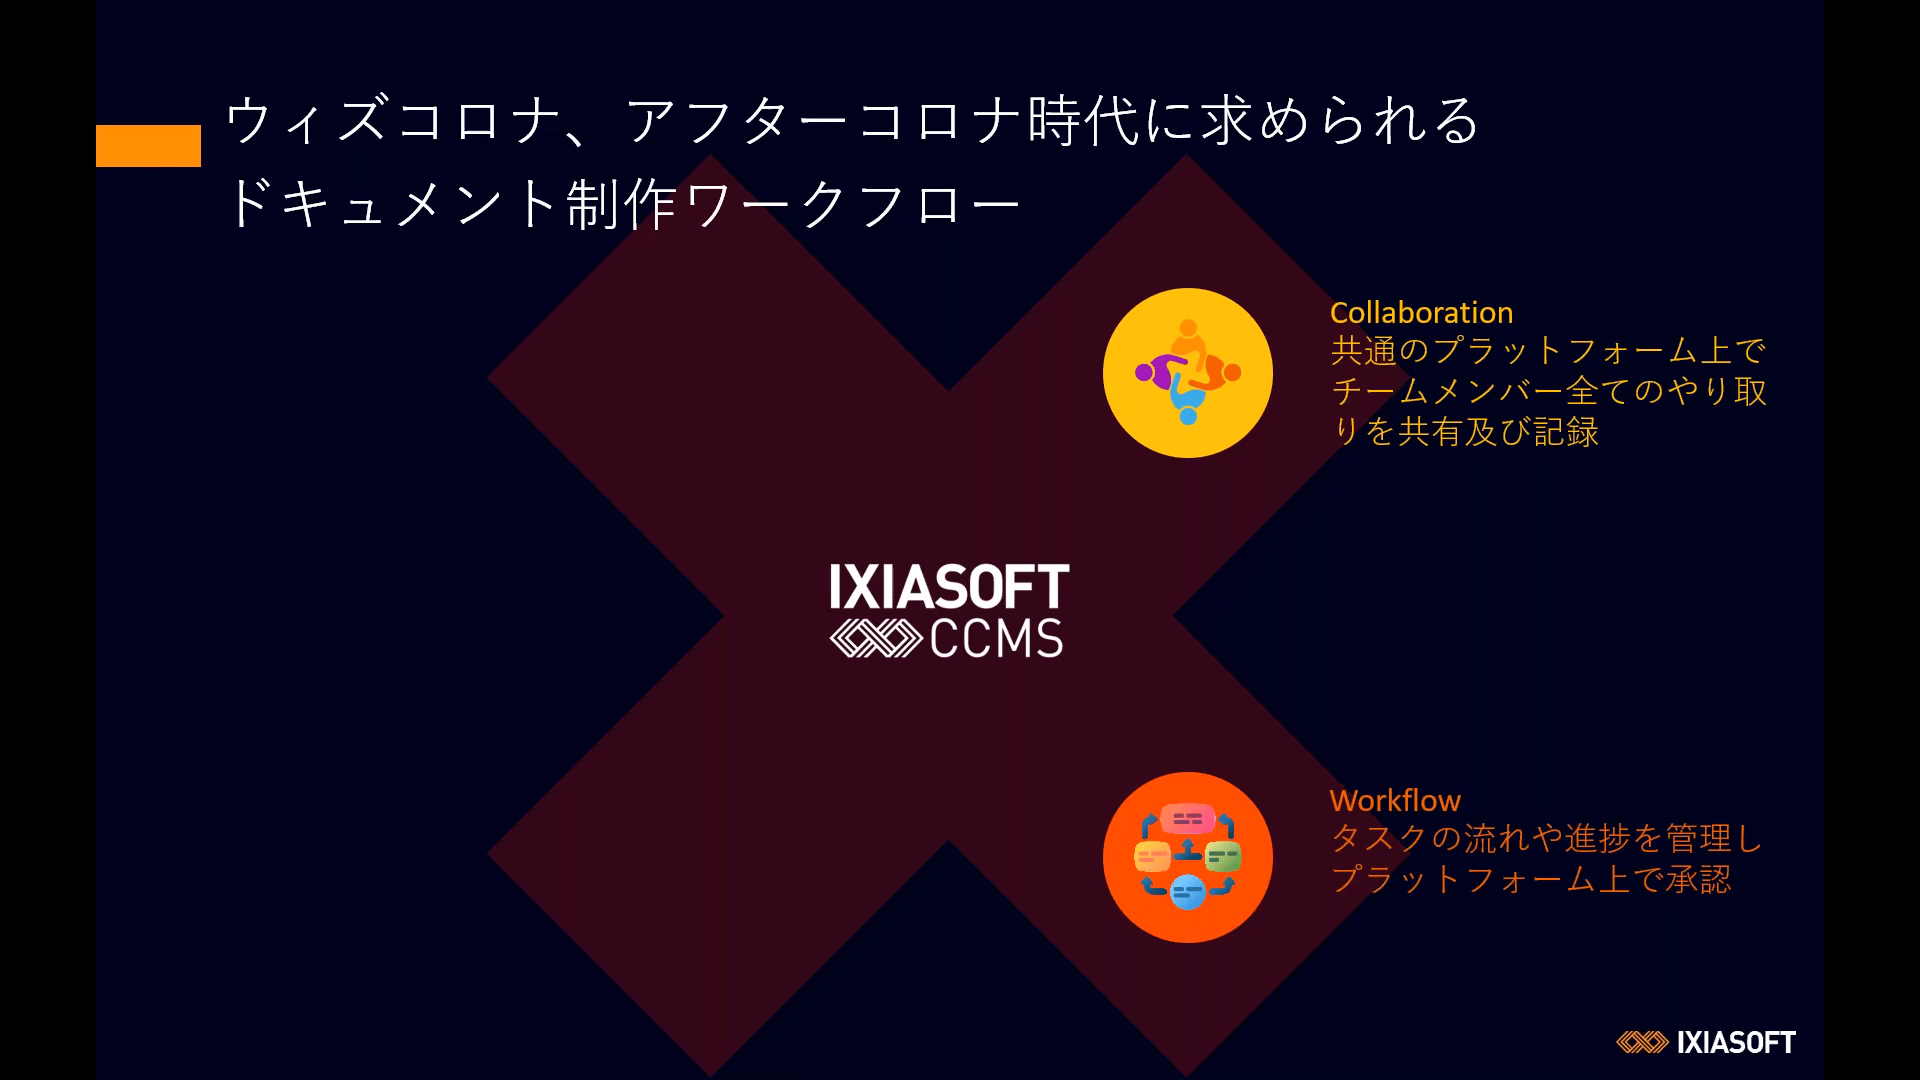 ウィズコロナ、アフターコロナ時代に求められる
ドキュメント制作ワークフロー
Collaboration
共通のプラットフォーム上で
チームメンバー全てのやり取
りを共有及び記録
IXIASOFT
CCMS
Workflow
タスクの流れや進捗を管理し
プラットフォーム上で承認
IXIASOFT